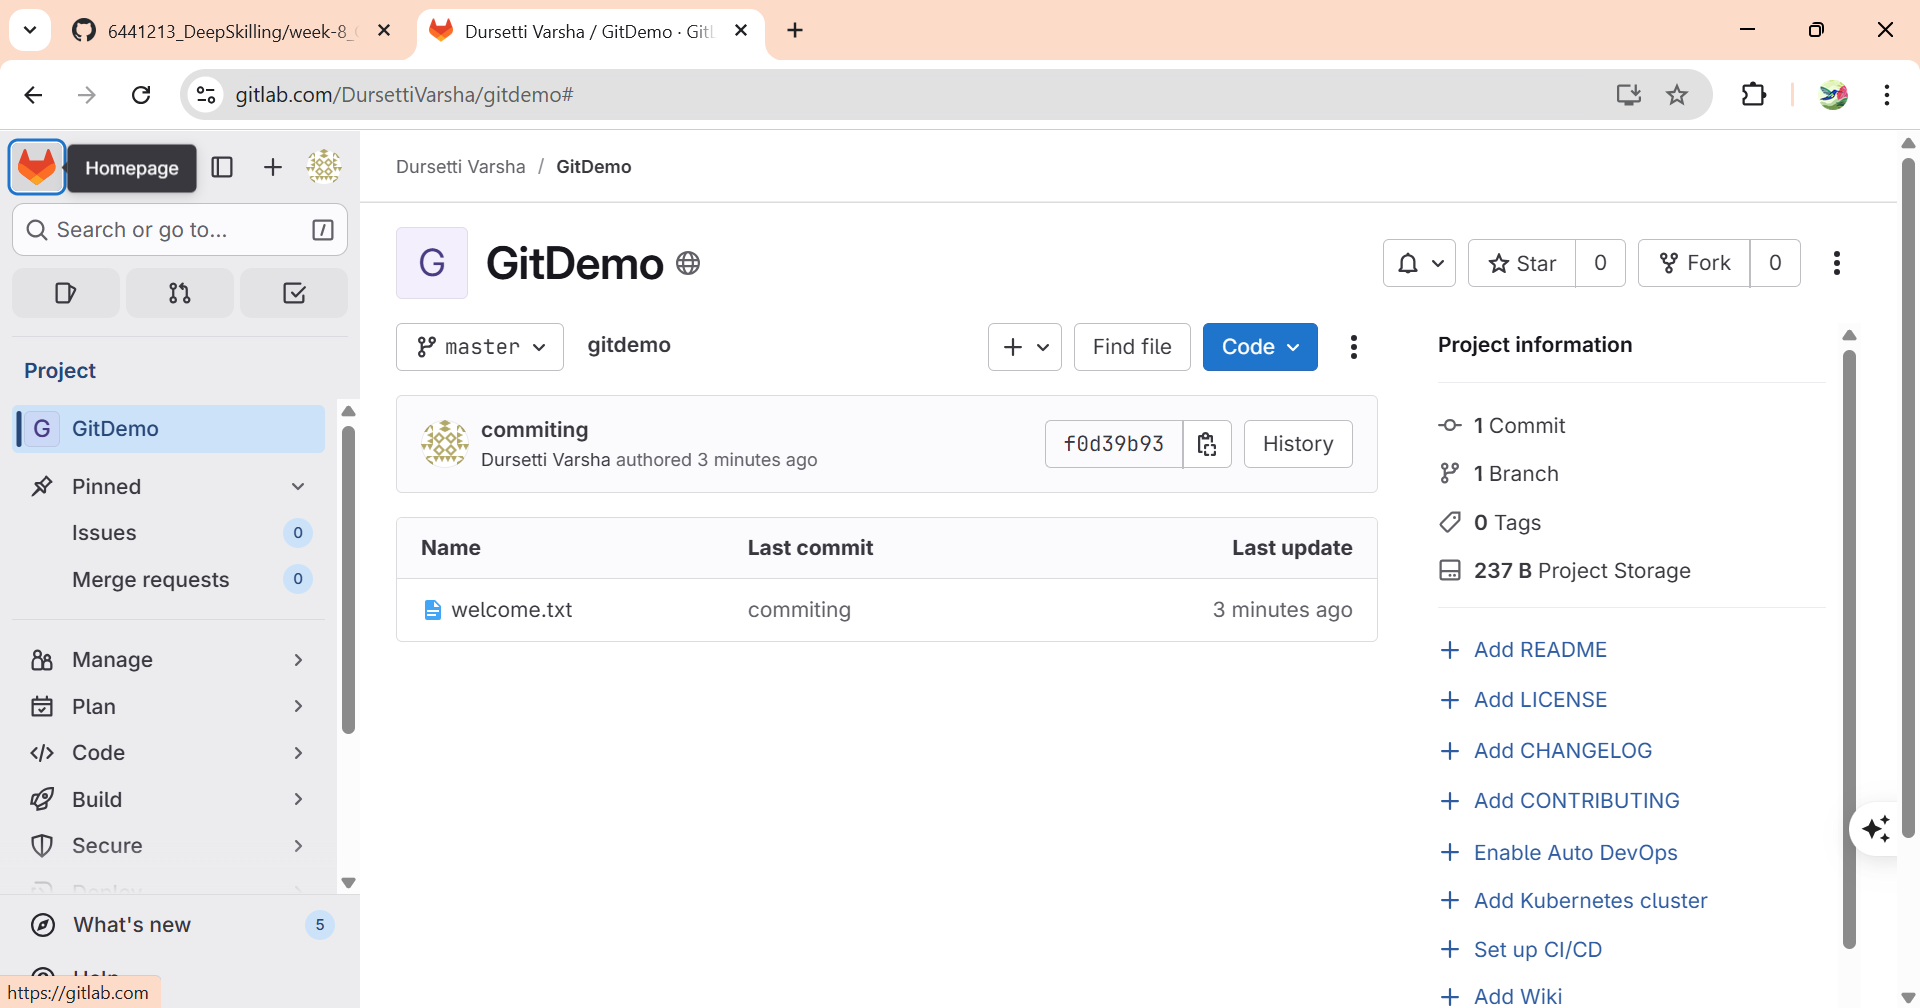 6441213_DeepSkilling/week-8_
Dursetti Varsha / GitDemo · GitL
gitlab.com/DursettiVarsha/gitdemo#
Homepage
Dursetti Varsha / GitDemo
Search or go to...
/
G
GitDemo
Star
0
Fork
0
master
gitdemo
Find file
Code
Project information
Project
G
GitDemo
commiting
Dursetti Varsha authored 3 minutes ago
f0d39b93
History
1 Commit
1 Branch
0 Tags
237 B Project Storage
Pinned
Issues
0
Merge requests
0
Name
Last commit
Last update
welcome.txt
commiting
3 minutes ago
Manage
Plan
Code
Build
Secure
Deploy
What's new
5
Help
Add README
Add LICENSE
Add CHANGELOG
Add CONTRIBUTING
Enable Auto DevOps
Add Kubernetes cluster
Set up CI/CD
Add Wiki
https://gitlab.com